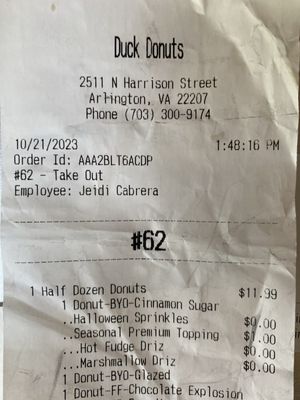 Duck Donuts
2511 N Harrison Street
Arlington, VA 22207
Phone (703) 300-9174
10/21/2023 1:48:16 PM
Order Id: AAA2BLT6ACDP
#62 - Take Out
Employee: Jeidi Cabrera
#62
1 Half Dozen Donuts $11.99
1 Donut-BYO-Cinnamon Sugar
..Halloween Sprinkles $0.00
..Seasonal Premium Topping $1.00
...Hot Fudge Driz $0.00
...Marshmallow Driz $0.00
1 Donut-BYO-Glazed
1 Donut-FF-Chocolate Explosion